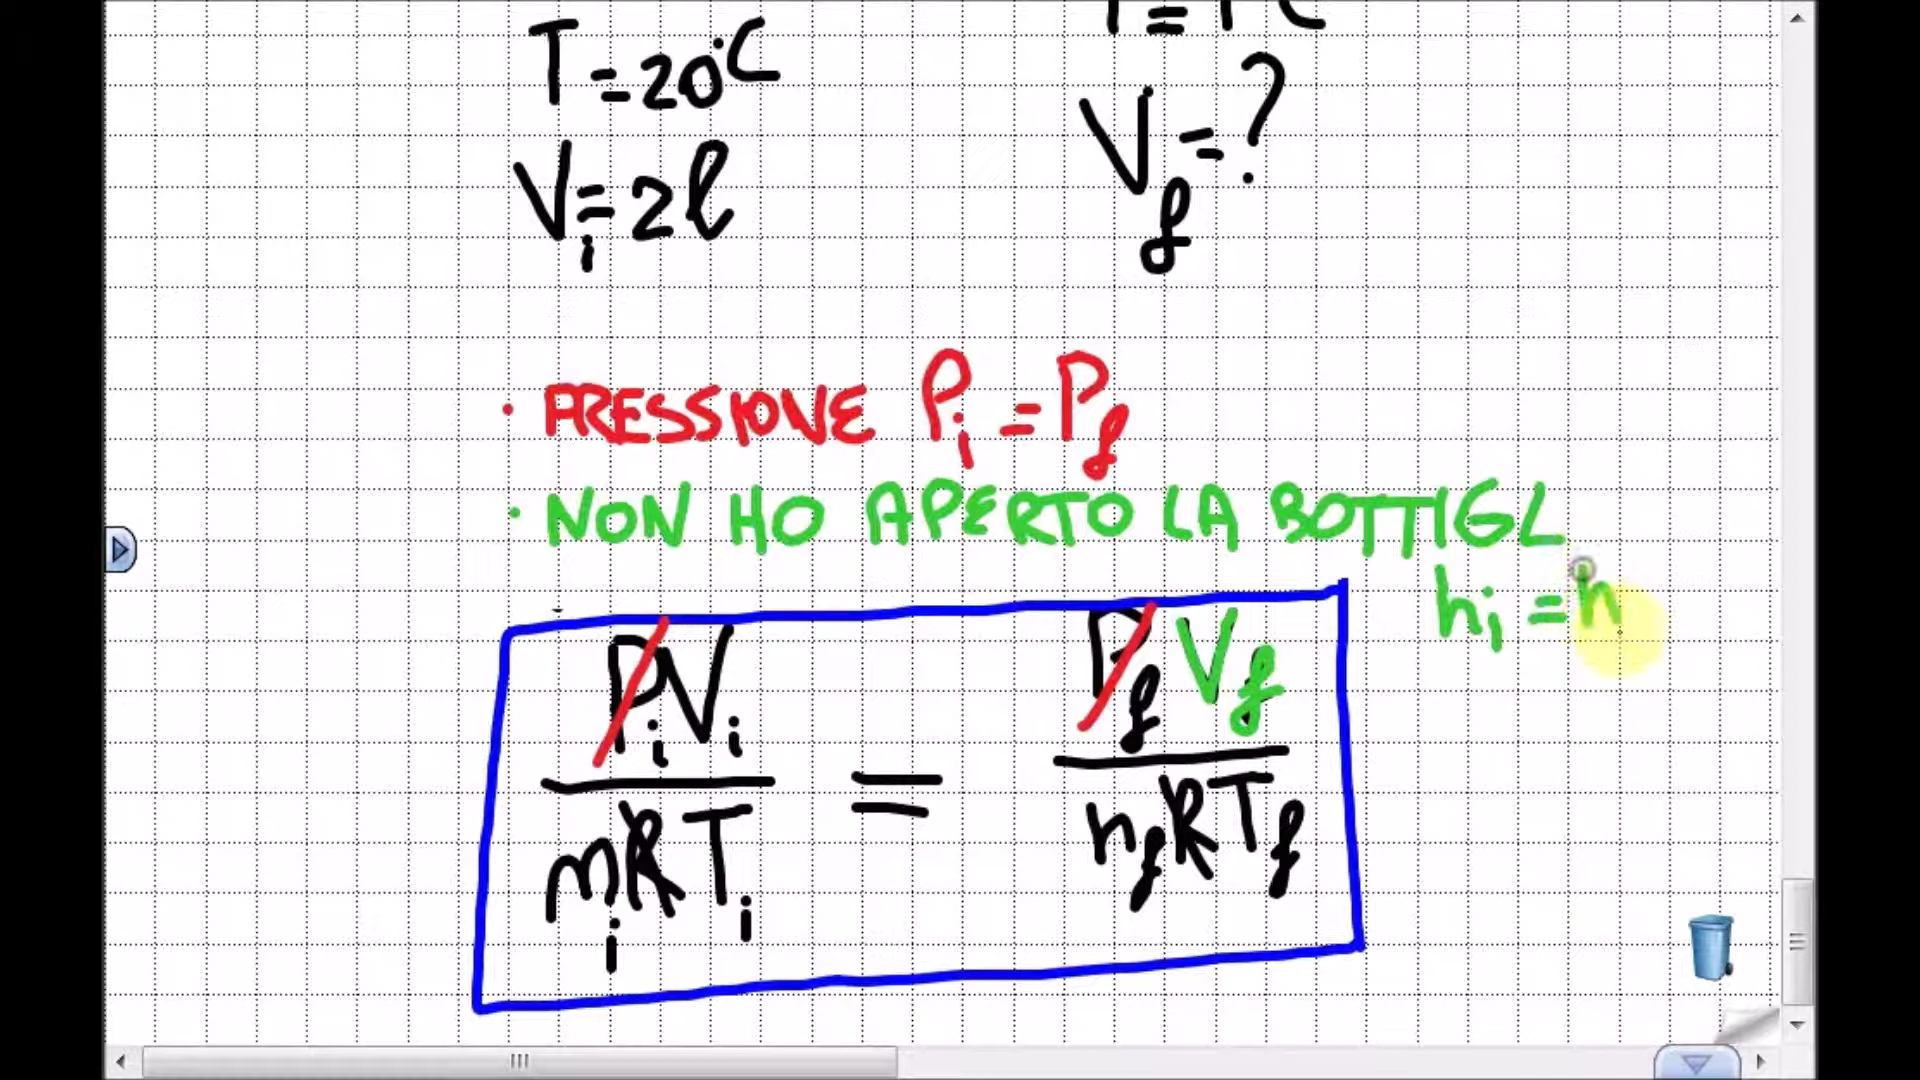 T=20°C
Vi=2l
Vf=?
· PRESSIONE Pi=Pf
· NON HO APERTO LA BOTTIGL
ni=n
PiVi = PfVf
niRTi nfRTf